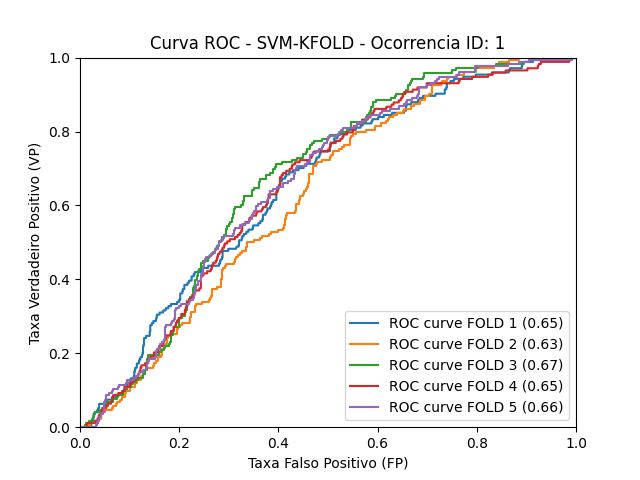 Curva ROC - SVM-KFOLD - Ocorrencia ID: 1
Taxa Verdadeiro Positivo (VP)
1.0
0.8
0.6
0.4
0.2
0.0
ROC curve FOLD 1 (0.65)
ROC curve FOLD 2 (0.63)
ROC curve FOLD 3 (0.67)
ROC curve FOLD 4 (0.65)
ROC curve FOLD 5 (0.66)
0.0 0.2 0.4 0.6 0.8 1.0
Taxa Falso Positivo (FP)